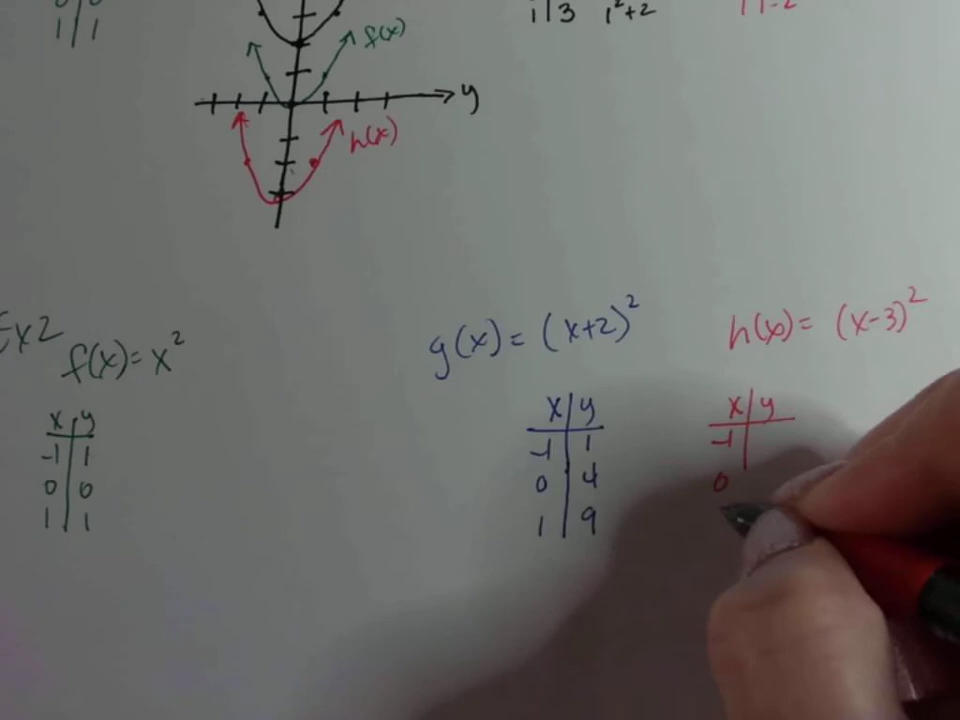 1 | 1
1 | 3 1²+2
f(x)
y
h(x)
Ex2
f(x)=x²
g(x)=(x+2)²
h(x)=(x-3)²
x | y
-1 | 1
0 | 0
1 | 1
x | y
-1 | 1
0 | 4
1 | 9
x | y
-1 |
0